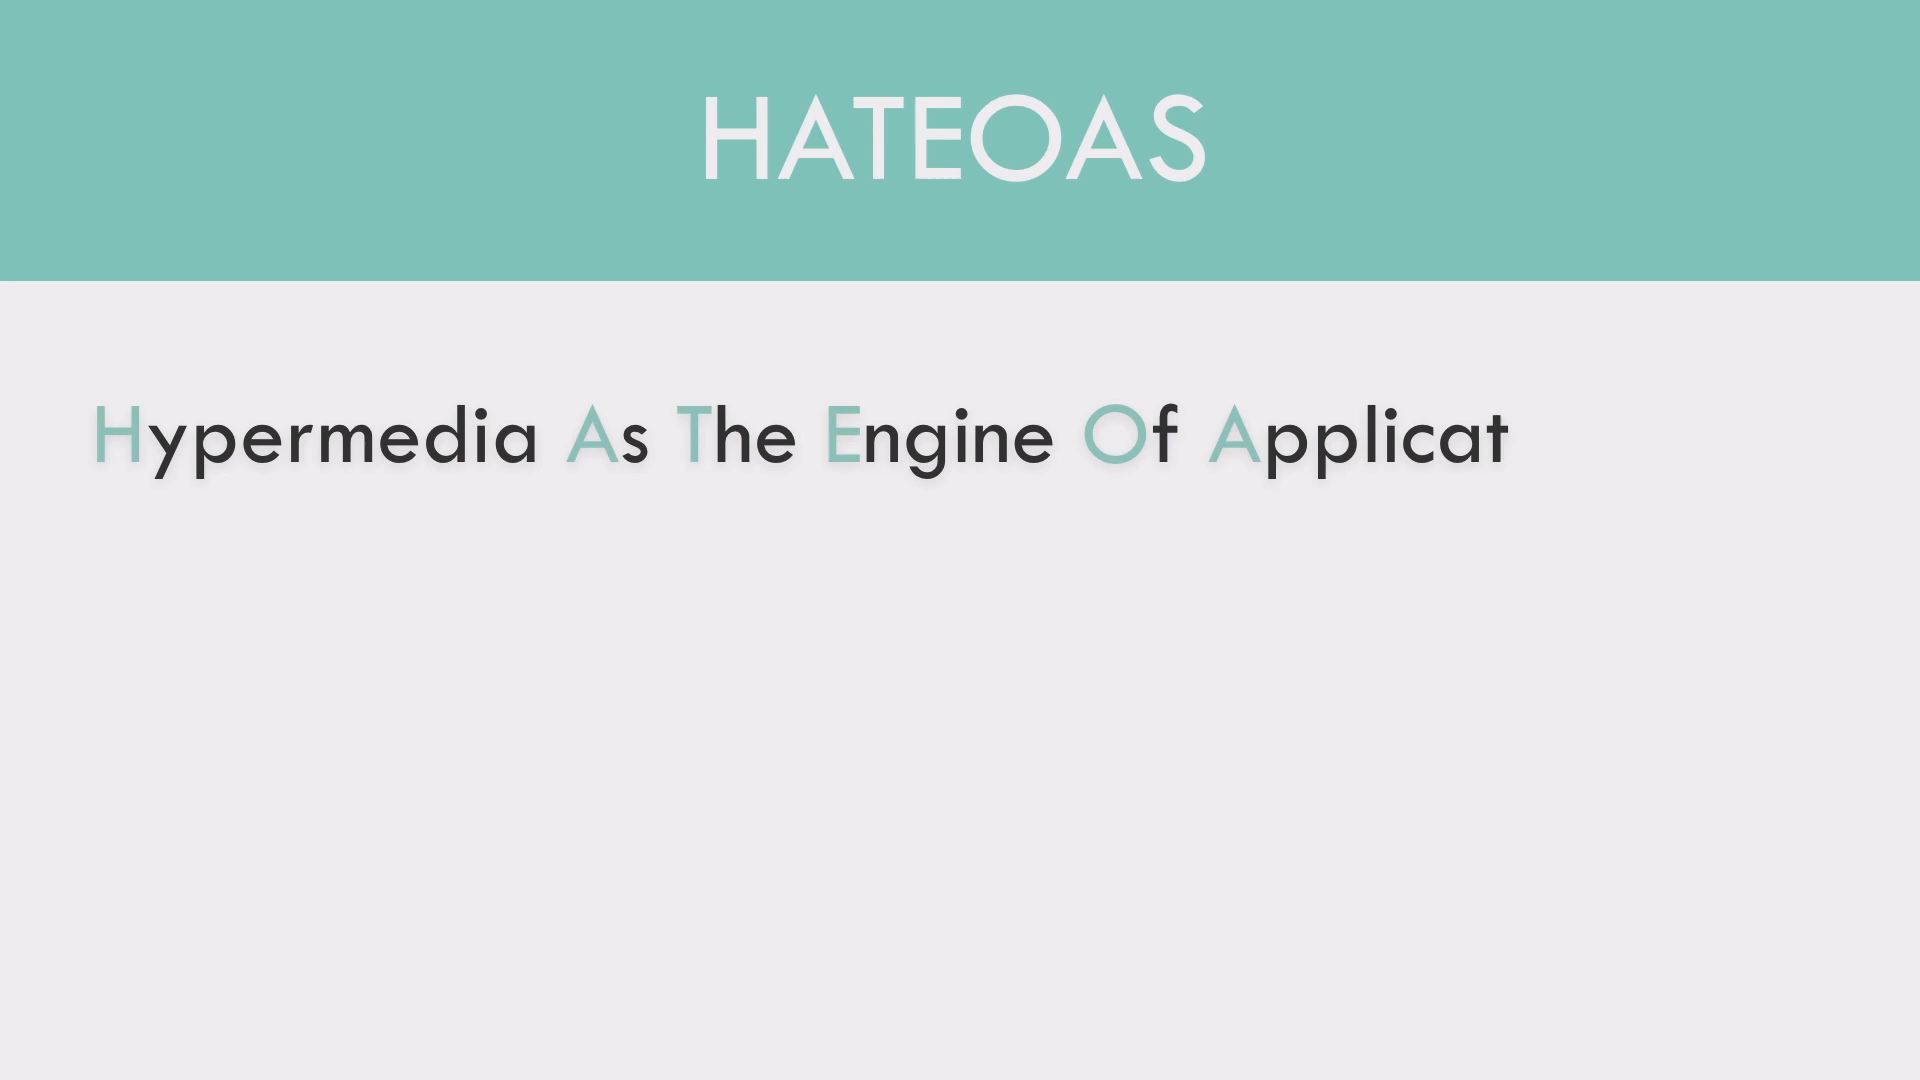 HATEOAS
Hypermedia As The Engine Of Applicat